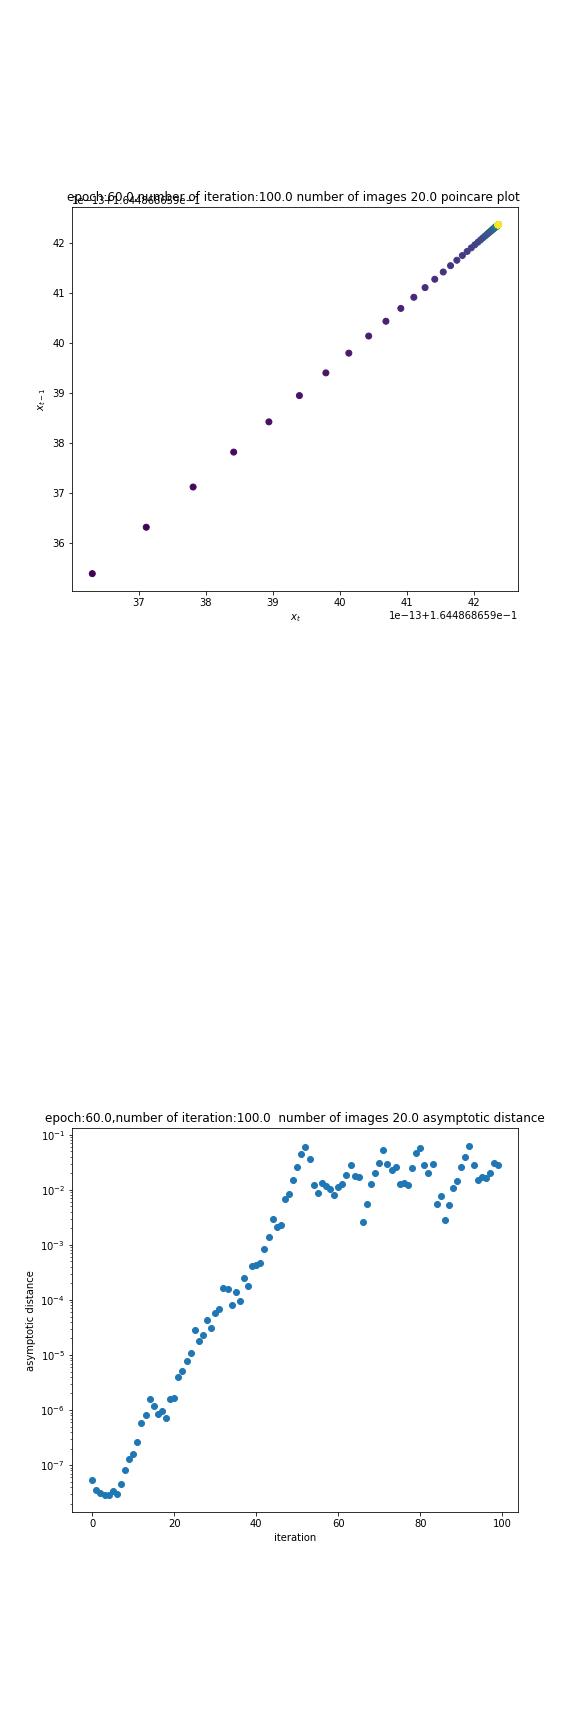 epoch:60.0,number of iteration:100.0 number of images 20.0 poincare plot
1e−13+1.644868659e−1
42
41
40
39
38
37
36
x_{t−1}
37 38 39 40 41 42
x_t
1e−13+1.644868659e−1
epoch:60.0,number of iteration:100.0  number of images 20.0 asymptotic distance
10^{−1}
10^{−2}
10^{−3}
10^{−4}
10^{−5}
10^{−6}
10^{−7}
asymptotic distance
0 20 40 60 80 100
iteration